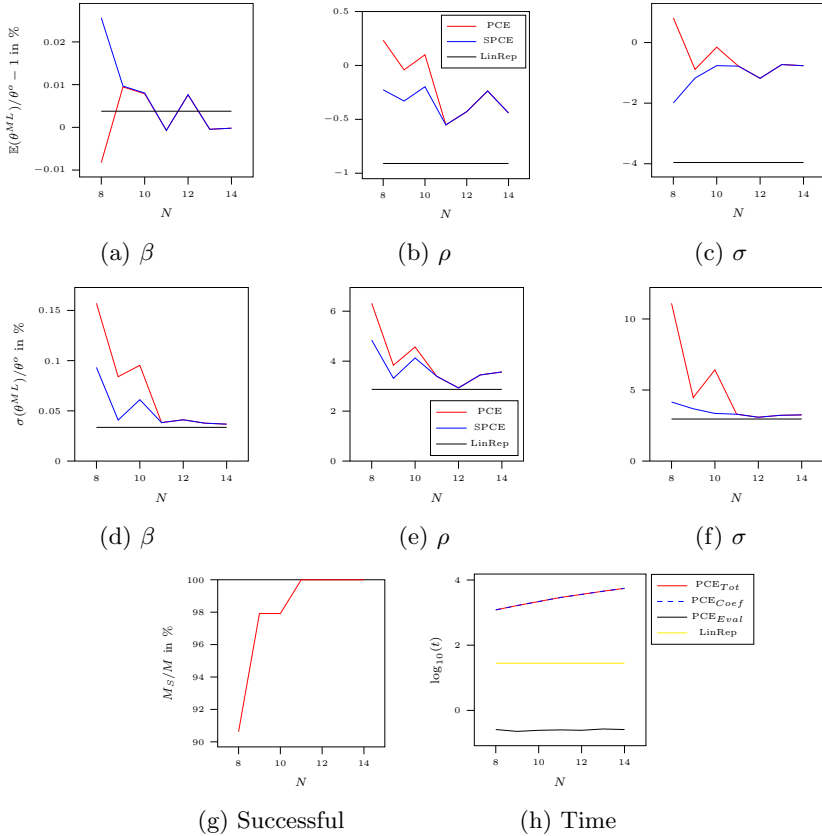 0.02
0.01
0
−0.01
8
10
12
14
N
𝔼(θ^{ML})/θ^o − 1 in %
(a) β
0.5
0
−0.5
−1
8
10
12
14
N
PCE
SPCE
LinRep
(b) ρ
0
−2
−4
8
10
12
14
N
(c) σ
0.15
0.1
0.05
0
8
10
12
14
N
σ(θ^{ML})/θ^o in %
(d) β
6
4
2
0
8
10
12
14
N
PCE
SPCE
LinRep
(e) ρ
10
5
0
8
10
12
14
N
(f) σ
100
98
96
94
92
90
8
10
12
14
N
M_S/M in %
(g) Successful
4
2
0
8
10
12
14
N
log_{10}(t)
PCE_{Tot}
PCE_{Coef}
PCE_{Eval}
LinRep
(h) Time